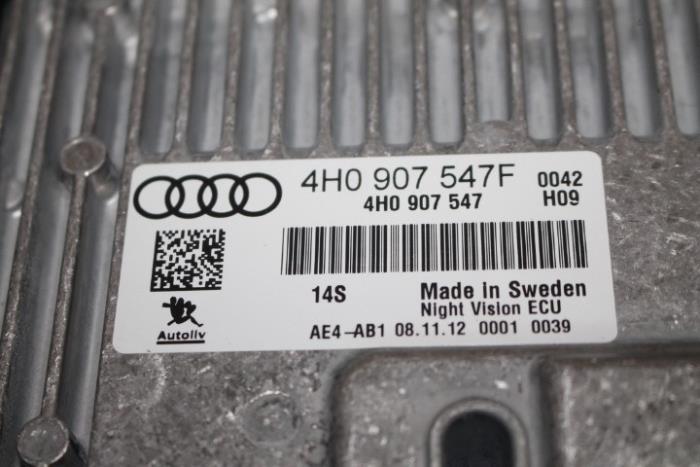 4H0 907 547F 0042
4H0 907 547 H09
14S Made in Sweden
Night Vision ECU
Autoliv AE4-AB1 08.11.12 0001 0039